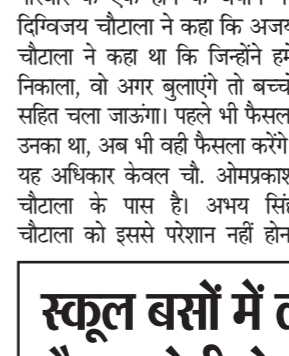 दिग्विजय चौटाला ने कहा कि अजय
चौटाला ने कहा था कि जिन्होंने हमें
निकाला, वो अगर बुलाएंगे तो बच्चों
सहित चला जाऊंगा। पहले भी फैसला
उनका था, अब भी वही फैसला करेंगे
यह अधिकार केवल चौ. ओमप्रकाश
चौटाला के पास है। अभय सिंह
चौटाला को इससे परेशान नहीं होन
स्कूल बसों में